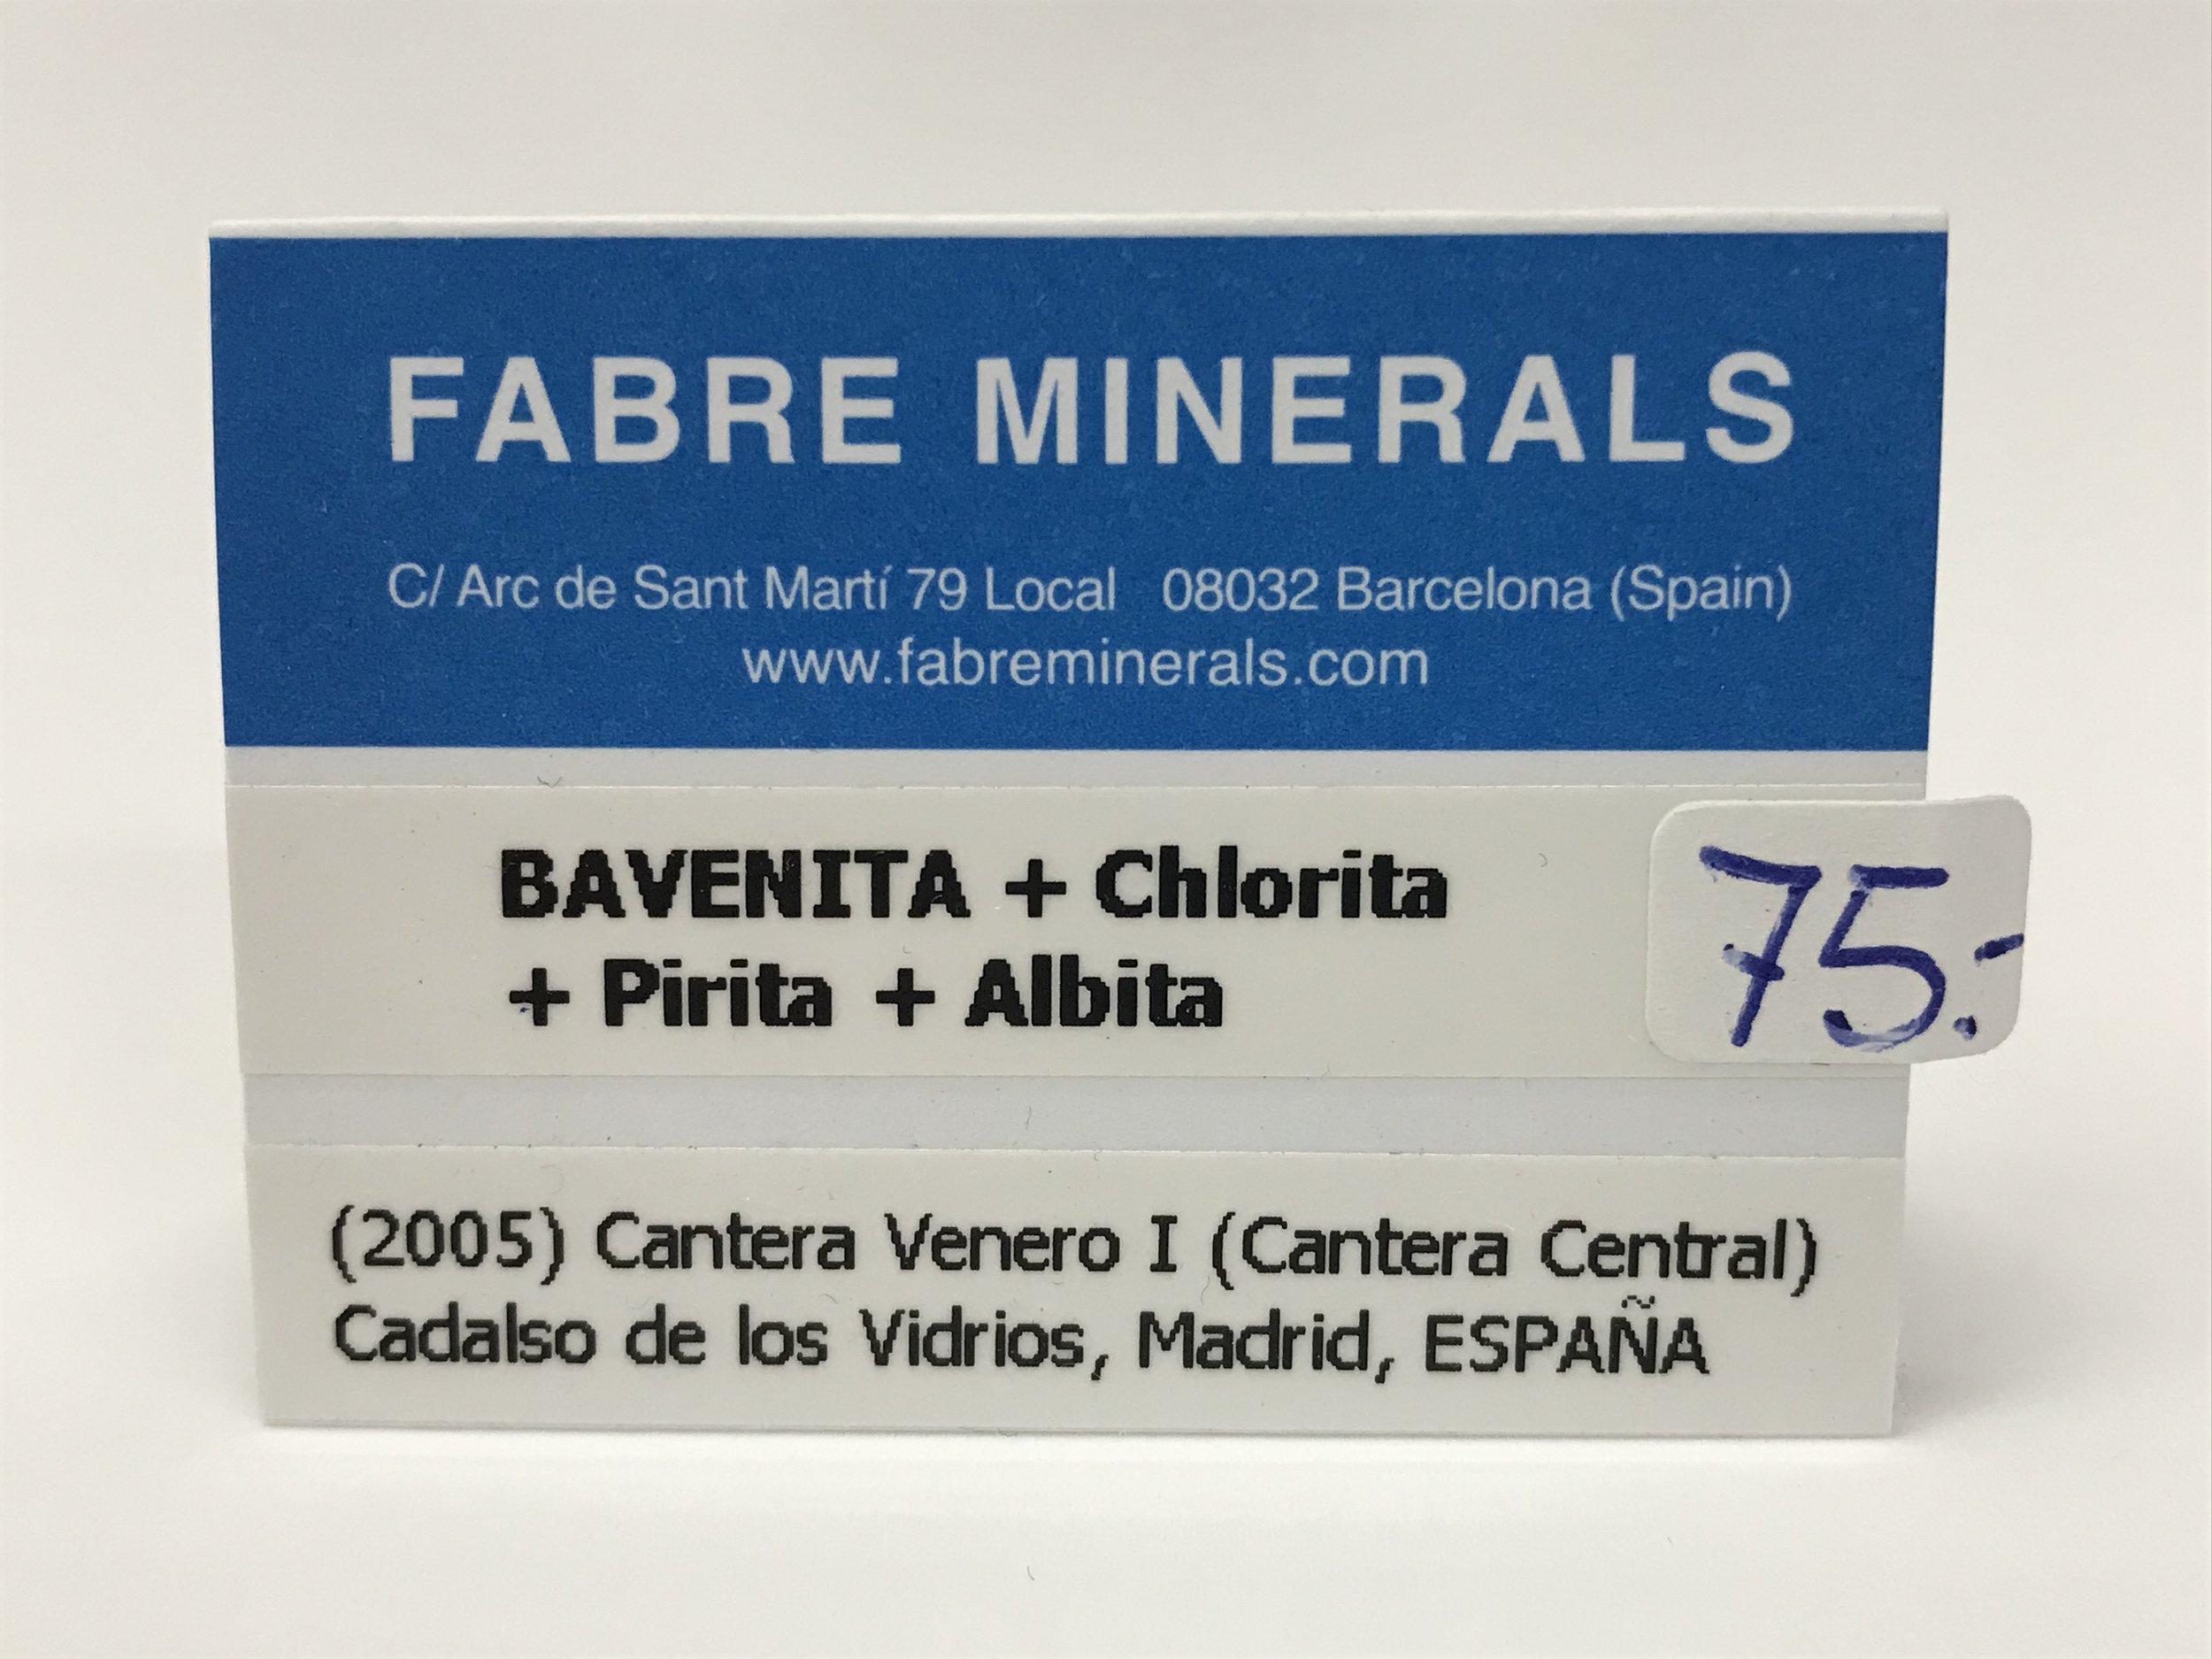 FABRE MINERALS
C/ Arc de Sant Martí 79 Local 08032 Barcelona (Spain)
www.fabreminerals.com
BAVENITA + Chlorita
+ Pirita + Albita
75.-
(2005) Cantera Venero I (Cantera Central)
Cadalso de los Vidrios, Madrid, ESPAÑA